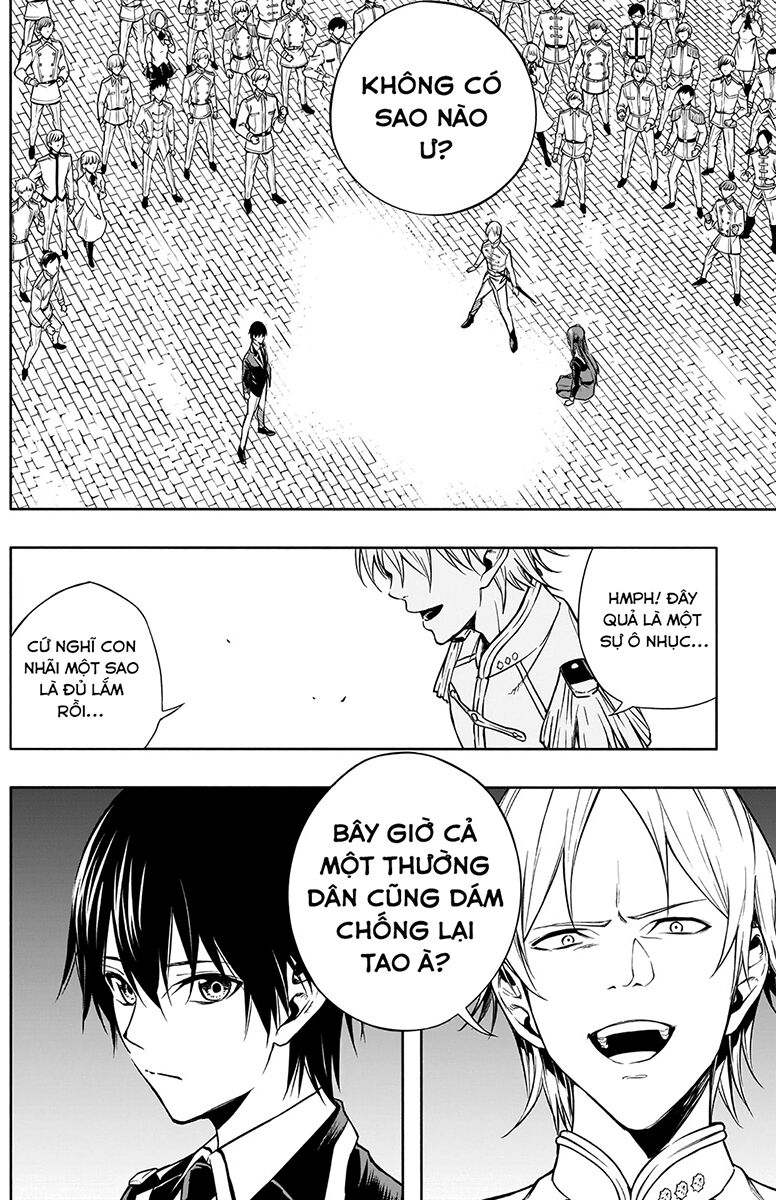 KHÔNG CÓ
SAO NÀO
Ư?
HMPH! ĐÂY
QUẢ LÀ MỘT
SỰ Ô NHỤC...
CỨ NGHĨ CON
NHÃI MỘT SAO
LÀ ĐỦ LẮM
RỒI...
BÂY GIỜ CẢ
MỘT THƯỜNG
DÂN CŨNG DÁM
CHỐNG LẠI
TAO À?